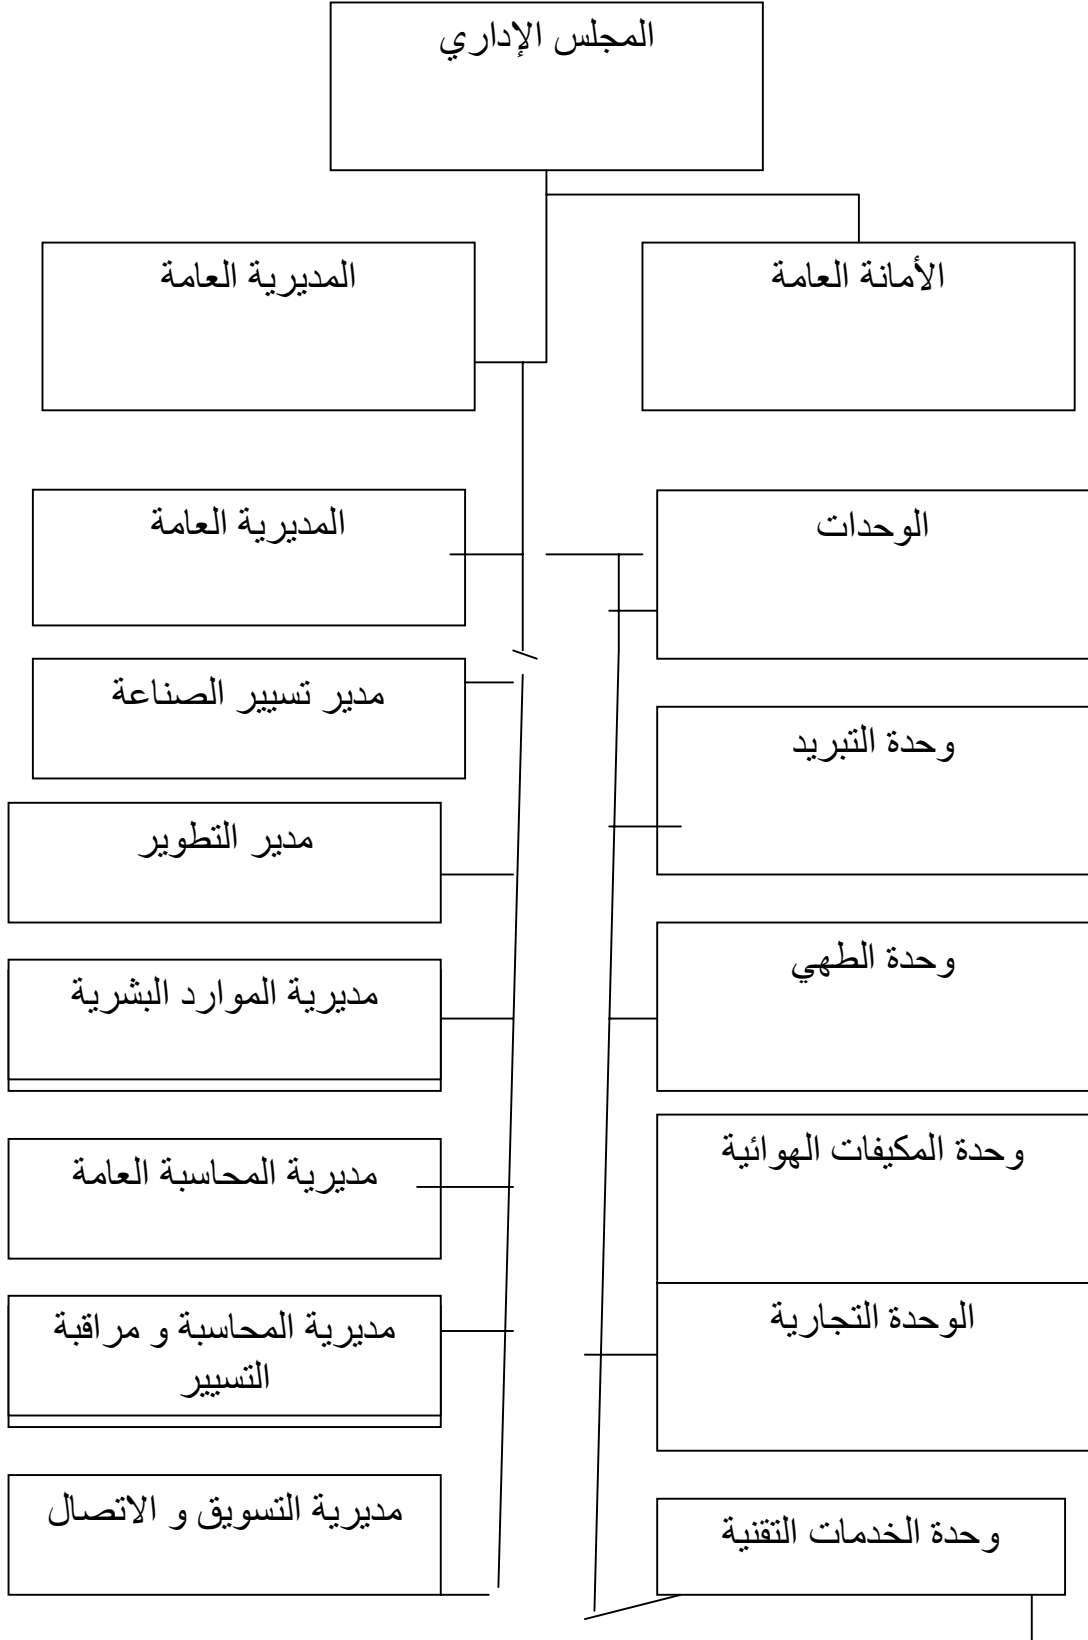 المجلس الإداري
الأمانة العامة
المديرية العامة
الوحدات
المديرية العامة
مدير تسيير الصناعة
وحدة التبريد
مدير التطوير
وحدة الطهي
مديرية الموارد البشرية
وحدة المكيفات الهوائية
مديرية المحاسبة العامة
الوحدة التجارية
مديرية المحاسبة و مراقبة
التسيير
وحدة الخدمات التقنية
مديرية التسويق و الاتصال